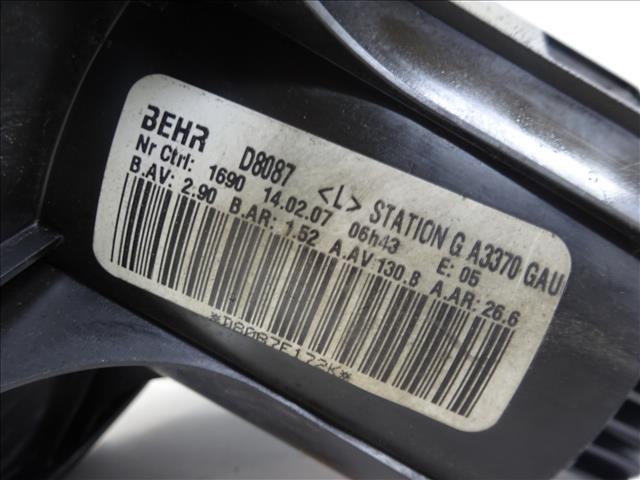 BEHR D8087 <L> STATION G A3370 GAU
Nr Ctrl: 1690 14.02.07 06h43 E: 05
B.AV: 2.90 B.AR: 1.52 A.AV:130.8 A.AR: 26.6
*D8087E172K*